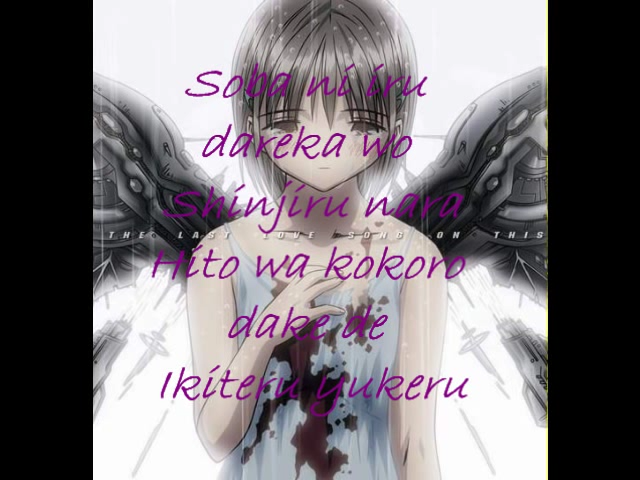 Soba ni iru
dareka wo
Shinjiru nara
THE LAST LOVE SONG ON THIS
Hito wa kokoro
dake de
Ikiteru yukeru